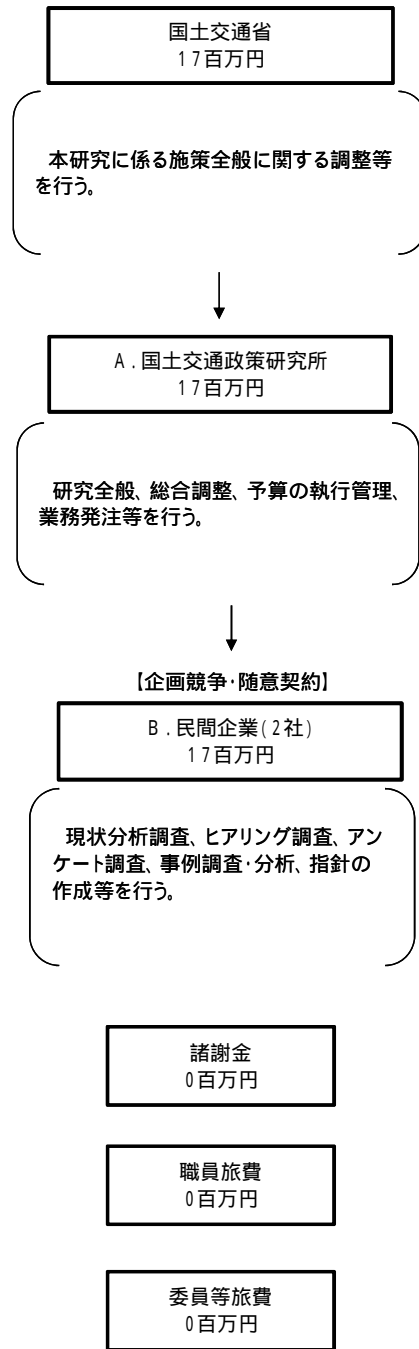 国土交通省
17百万円
本研究に係る施策全般に関する調整等
を行う。
A.国土交通政策研究所
17百万円
研究全般、総合調整、予算の執行管理、
業務発注等を行う。
【企画競争・随意契約】
B.民間企業(2社)
17百万円
現状分析調査、ヒアリング調査、アン
ケート調査、事例調査・分析、指針の
作成等を行う。
諸謝金
0百万円
職員旅費
0百万円
委員等旅費
0百万円